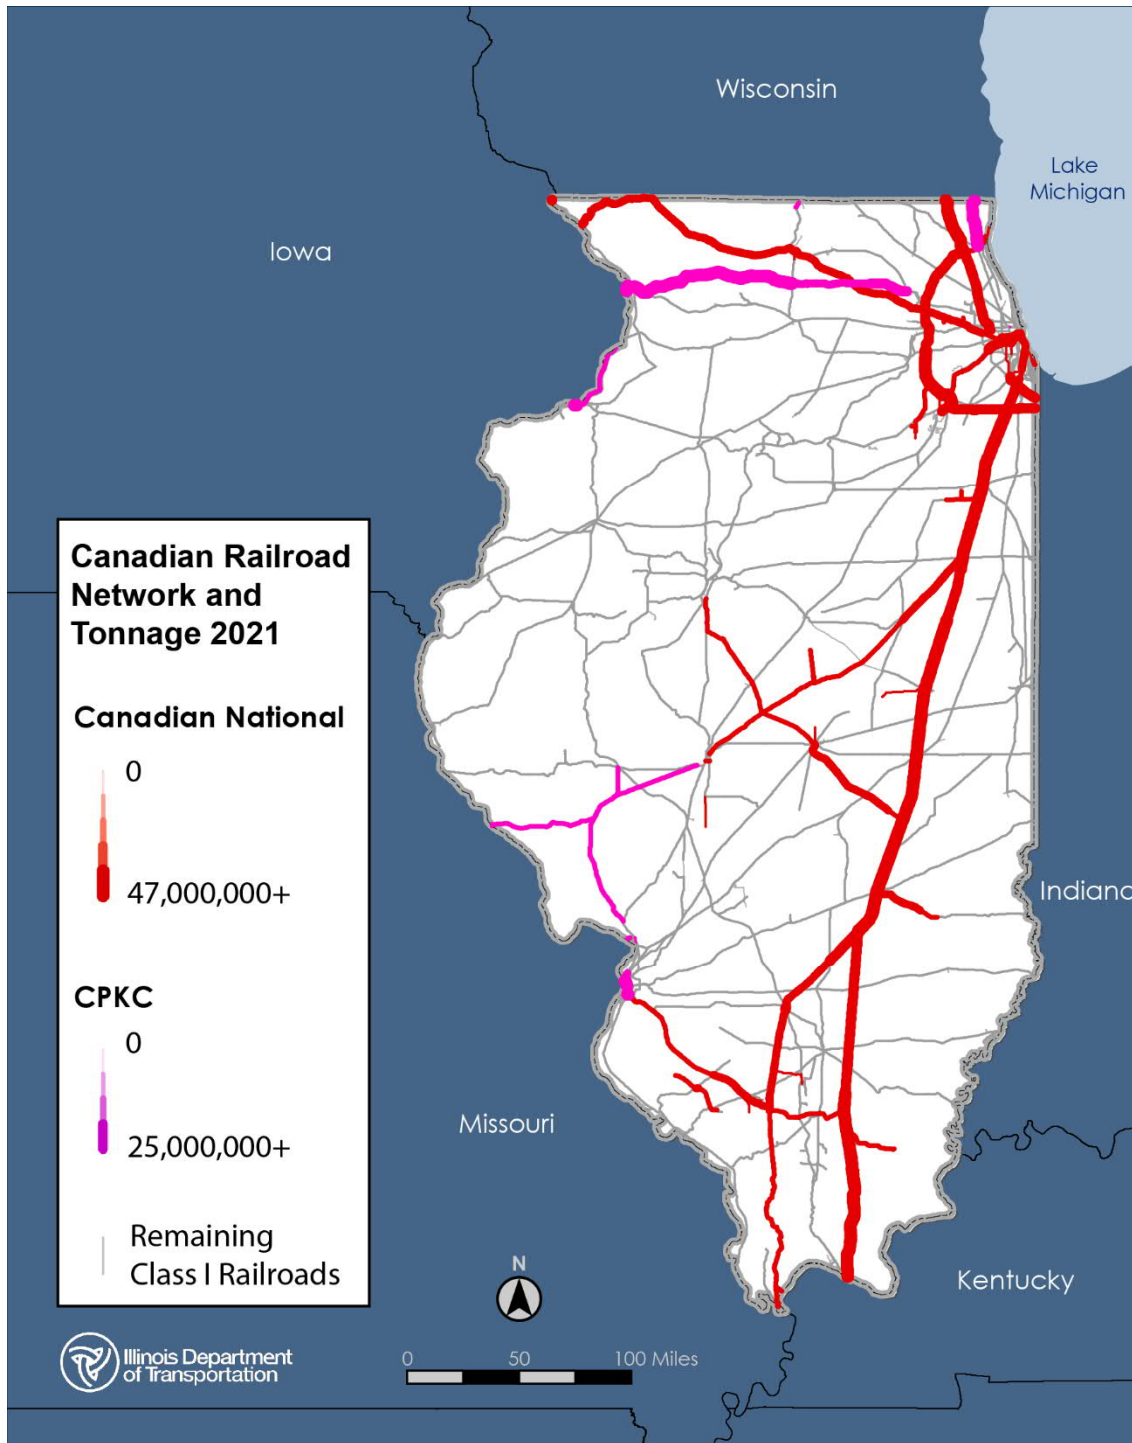 Wisconsin
Lake
Michigan
Iowa
Canadian Railroad
Network and
Tonnage 2021
Canadian National
0
47,000,000+
CPKC
0
25,000,000+
Remaining
Class I Railroads
Indiana
Missouri
Kentucky
N
0 50 100 Miles
Illinois Department
of Transportation